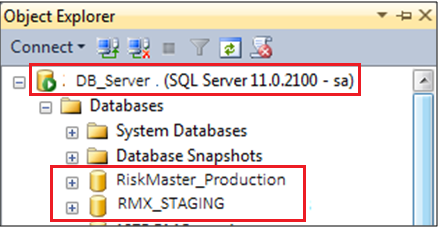 Object Explorer
Connect
DB_Server . (SQL Server 11.0.2100 - sa)
Databases
System Databases
Database Snapshots
RiskMaster_Production
RMX_STAGING